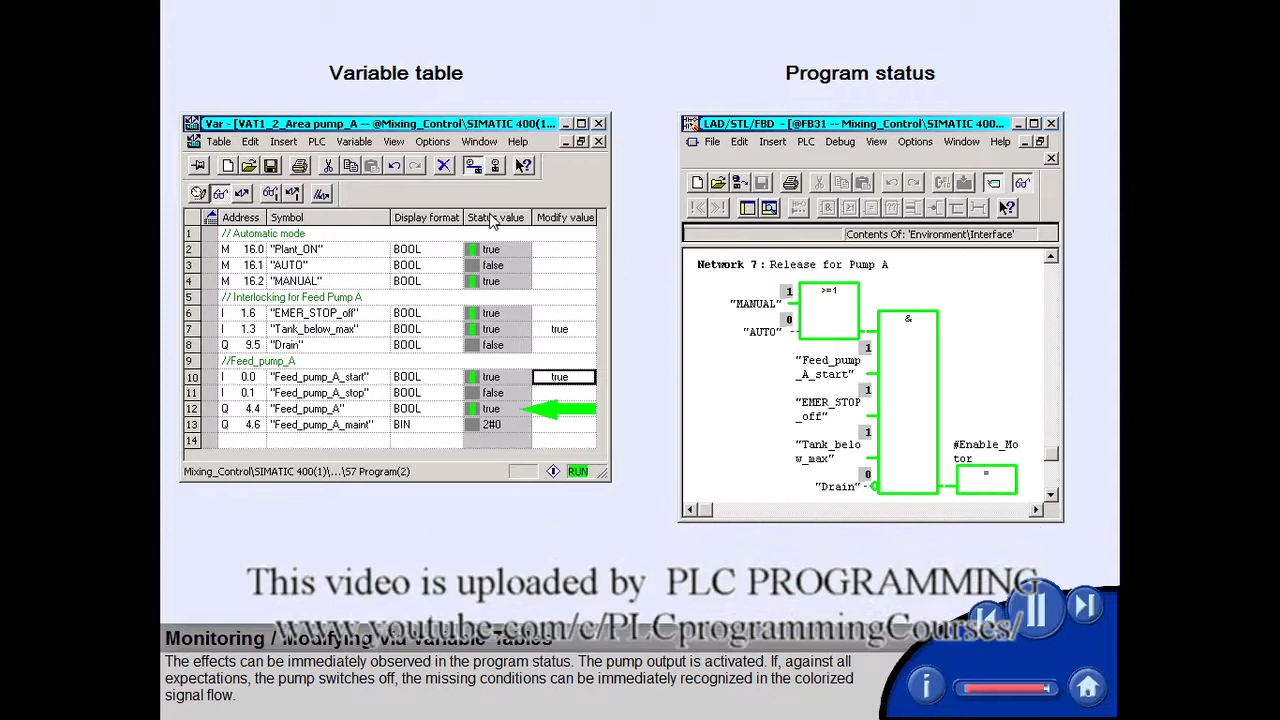 Variable table
Program status
Var - [VAT1_2_Area pump_A -- @Mixing_Control\SIMATIC 400(1...
Table Edit Insert PLC Variable View Options Window Help
Address Symbol Display format Status value Modify value
1 // Automatic mode
2 M 16.0 "Plant_ON" BOOL true
3 M 16.1 "AUTO" BOOL false
4 M 16.2 "MANUAL" BOOL true
5 // Interlocking for Feed Pump A
6 I 1.6 "EMER_STOP_off" BOOL true
7 I 1.3 "Tank_below_max" BOOL true true
8 Q 9.5 "Drain" BOOL false
9 //Feed_pump_A
10 I 0.0 "Feed_pump_A_start" BOOL true true
11 I 0.1 "Feed_pump_A_stop" BOOL false
12 Q 4.4 "Feed_pump_A" BOOL true
13 Q 4.6 "Feed_pump_A_maint" BIN 2#0
14
Mixing_Control\SIMATIC 400(1)\...\S7 Program(2) RUN
LAD/STL/FBD - [@FB31 -- Mixing_Control\SIMATIC 400...
File Edit Insert PLC Debug View Options Window Help
Contents Of: 'Environment\Interface'
Network 7: Release for Pump A
1 >=1
"MANUAL"
0 &
"AUTO"
1
"Feed_pump
_A_start"
1
"EMER_STOP
_off"
1
"Tank_belo
w_max"
#Enable_Mo
tor
0 =
"Drain"
This video is uploaded by PLC PROGRAMMING
www.youtube.com/c/PLCprogrammingCourses/
Monitoring / Modifying via Variable Tables
The effects can be immediately observed in the program status. The pump output is activated. If, against all
expectations, the pump switches off, the missing conditions can be immediately recognized in the colorized
signal flow.